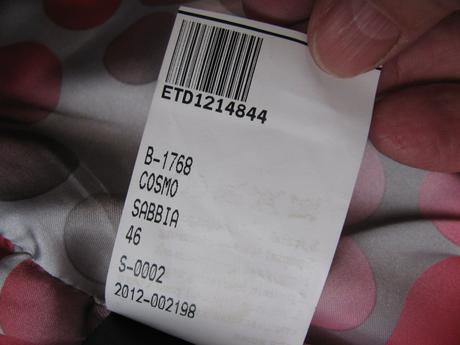 ETD1214844
B-1768
COSMO
SABBIA
46
S-0002
2012-002198